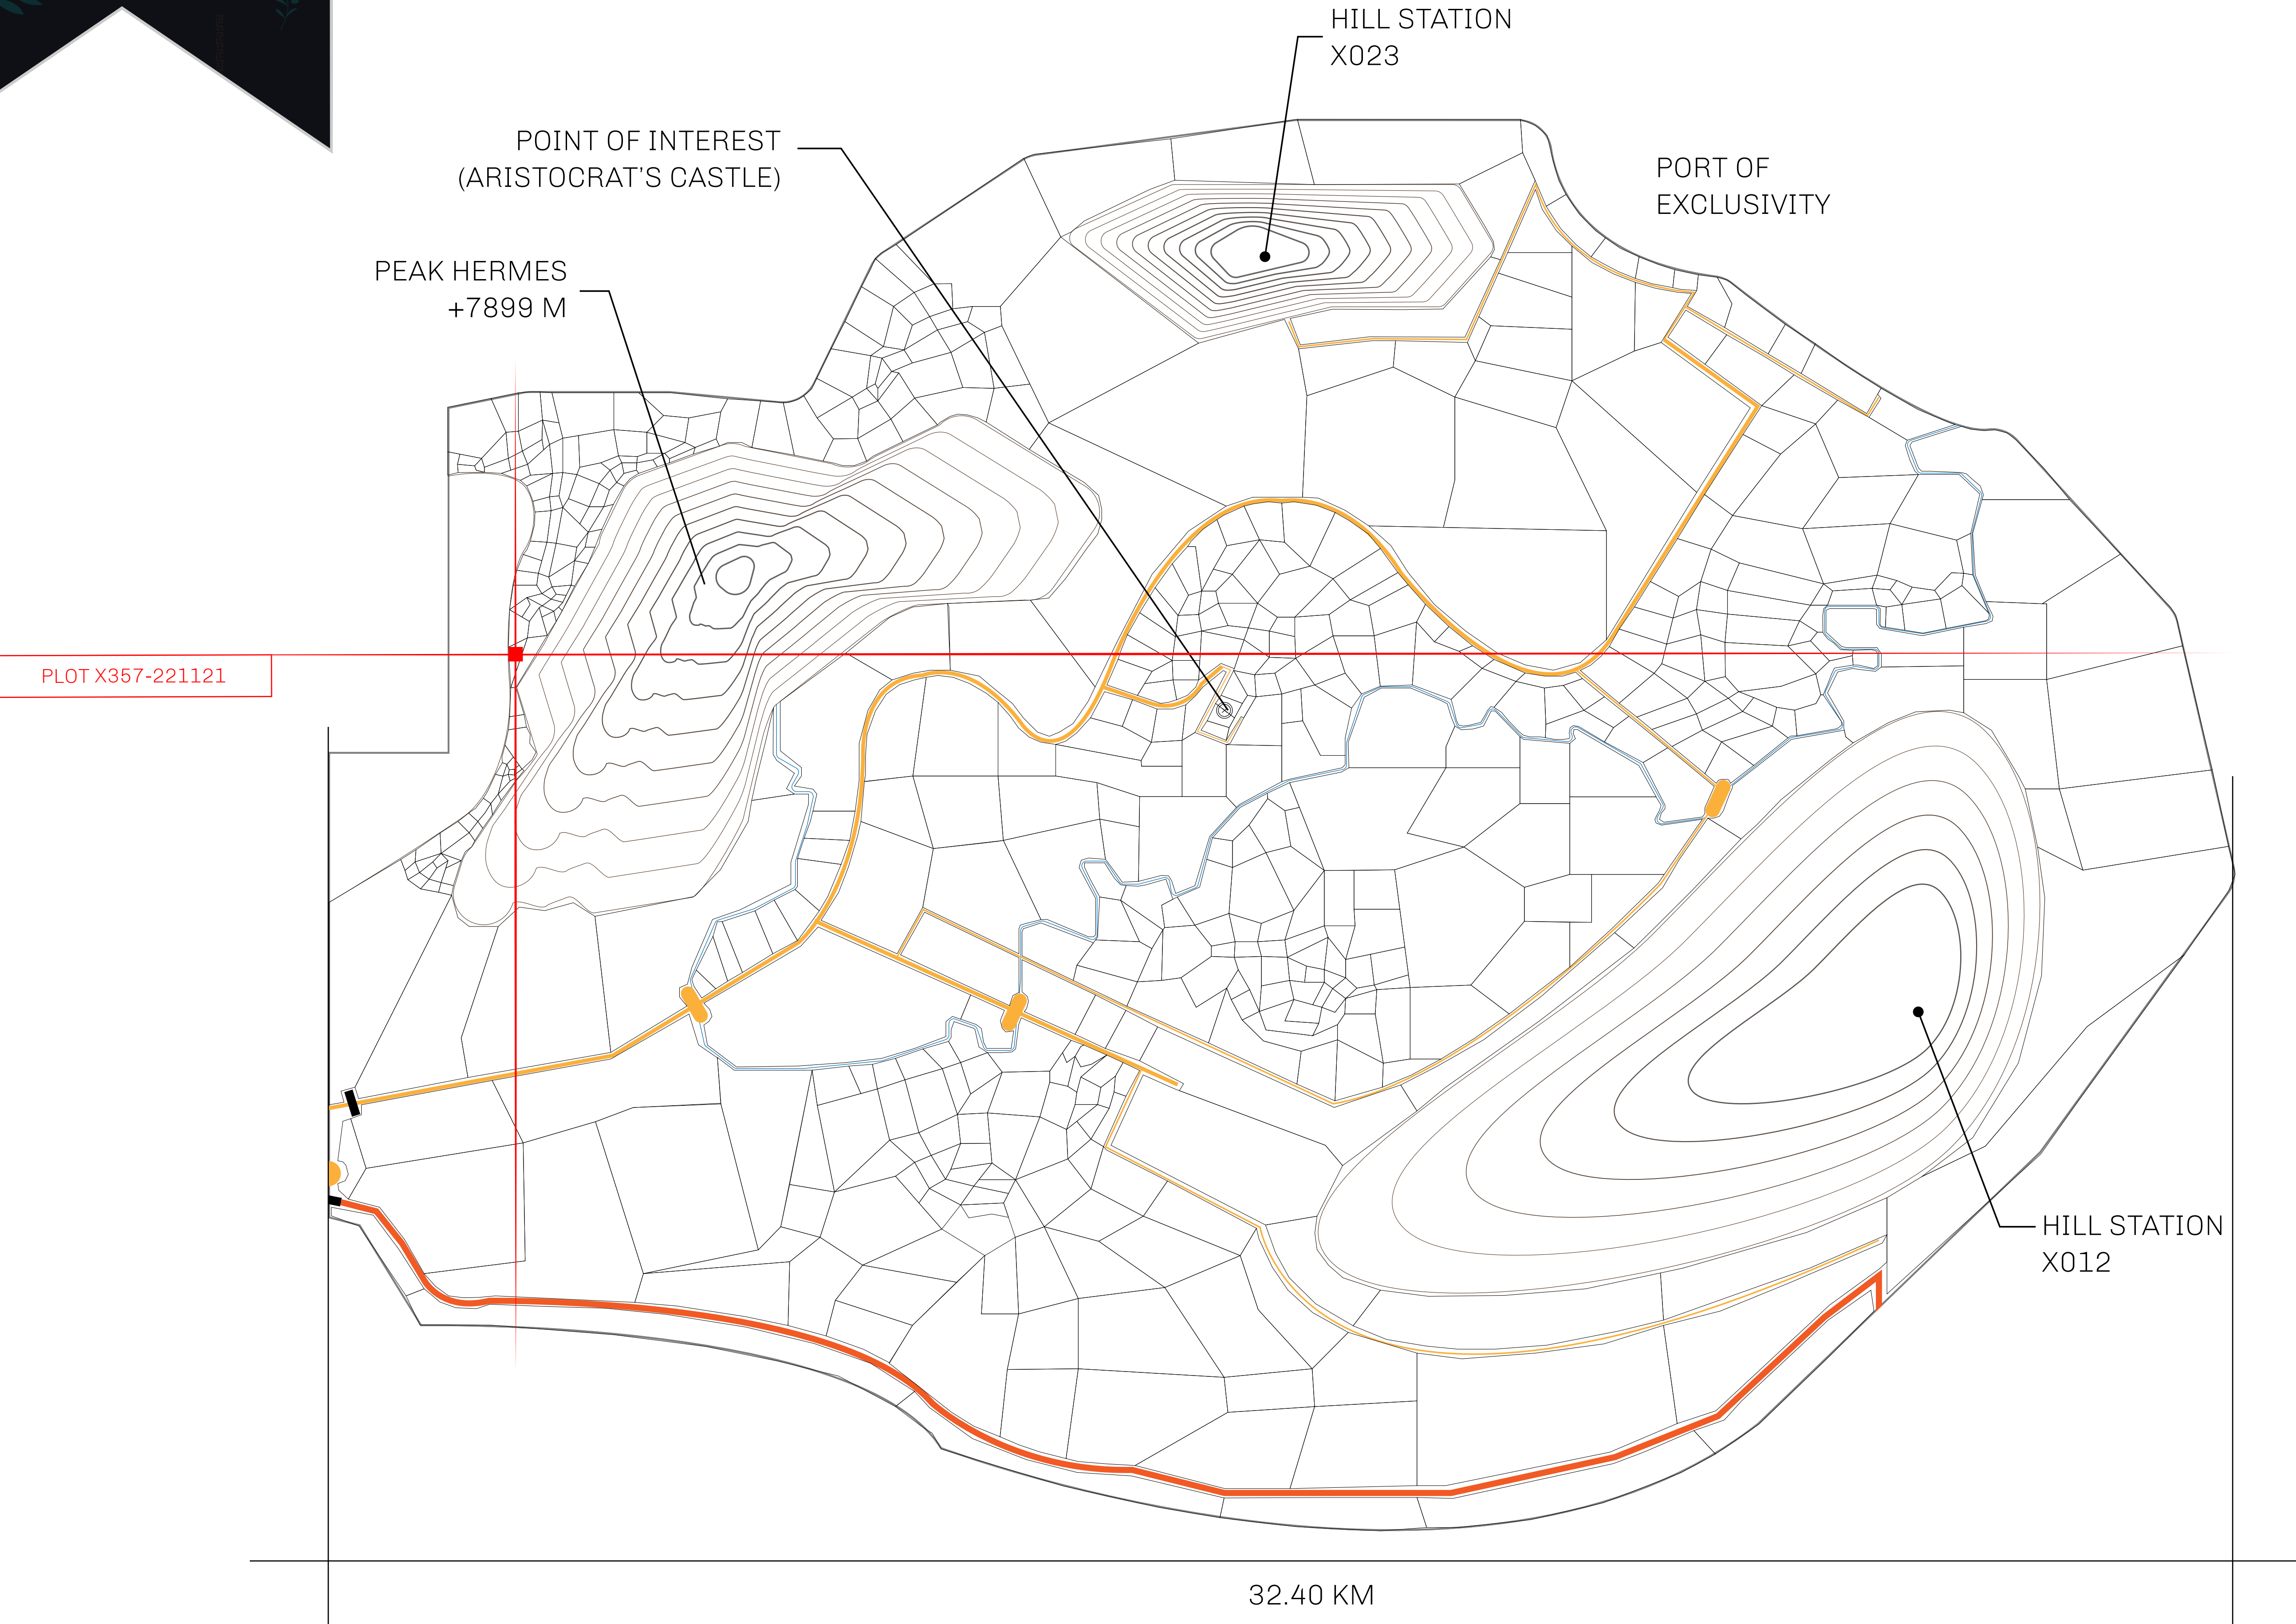 HILL STATION
X023
POINT OF INTEREST
(ARISTOCRAT'S CASTLE)
PORT OF
EXCLUSIVITY
PEAK HERMES
+7899 M
PLOT X357-221121
HILL STATION
X012
32.40 KM